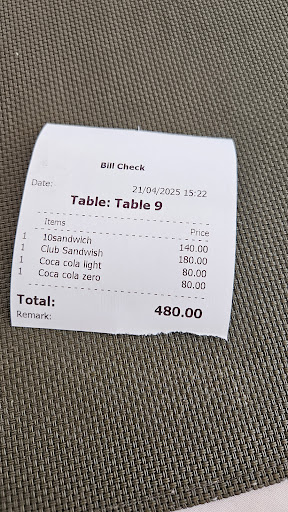 Bill Check
Date: 21/04/2025 15:22
Table: Table 9
Items Price
1 10sandwich 140.00
1 Club Sandwish 180.00
1 Coca cola light 80.00
1 Coca cola zero 80.00
Total: 480.00
Remark: